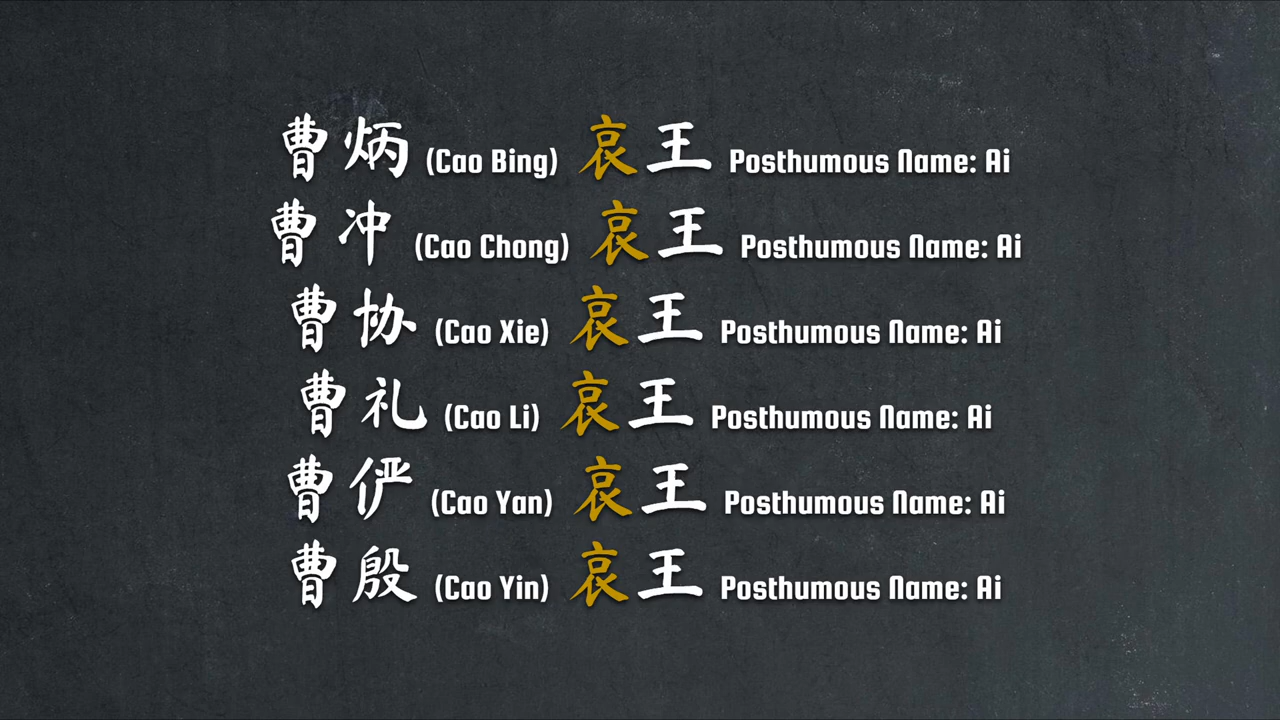 曹炳 (Cao Bing) 哀王 Posthumous Name: Ai
曹冲 (Cao Chong) 哀王 Posthumous Name: Ai
曹协 (Cao Xie) 哀王 Posthumous Name: Ai
曹礼 (Cao Li) 哀王 Posthumous Name: Ai
曹俨 (Cao Yan) 哀王 Posthumous Name: Ai
曹殷 (Cao Yin) 哀王 Posthumous Name: Ai